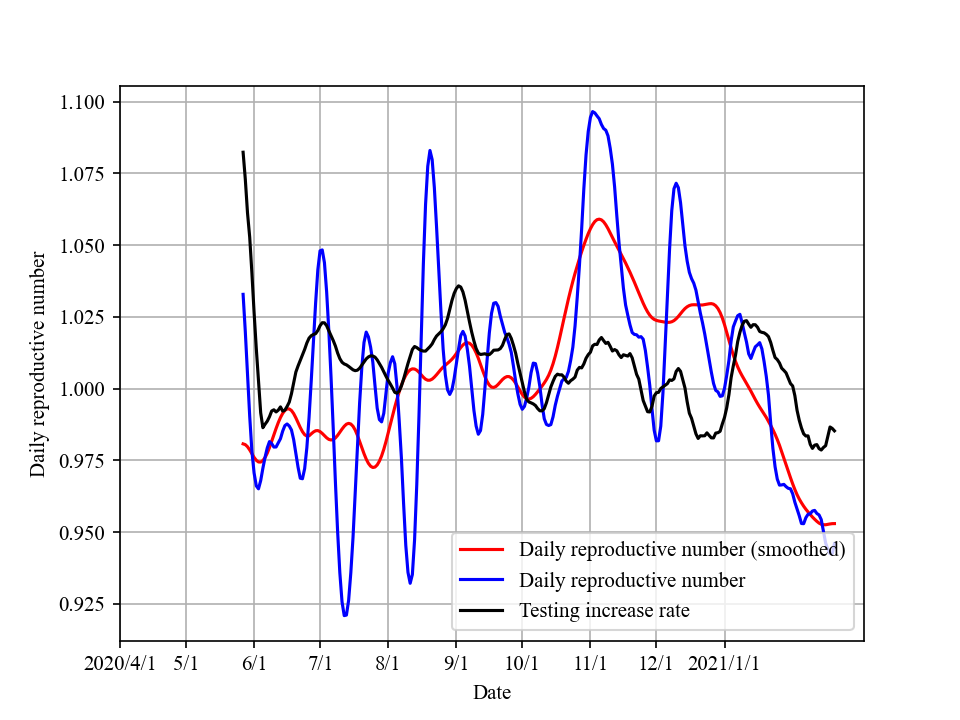 1.100
1.075
1.050
1.025
1.000
0.975
0.950
0.925
Daily reproductive number
Daily reproductive number (smoothed)
Daily reproductive number
Testing increase rate
2020/4/1 5/1 6/1 7/1 8/1 9/1 10/1 11/1 12/1 2021/1/1
Date